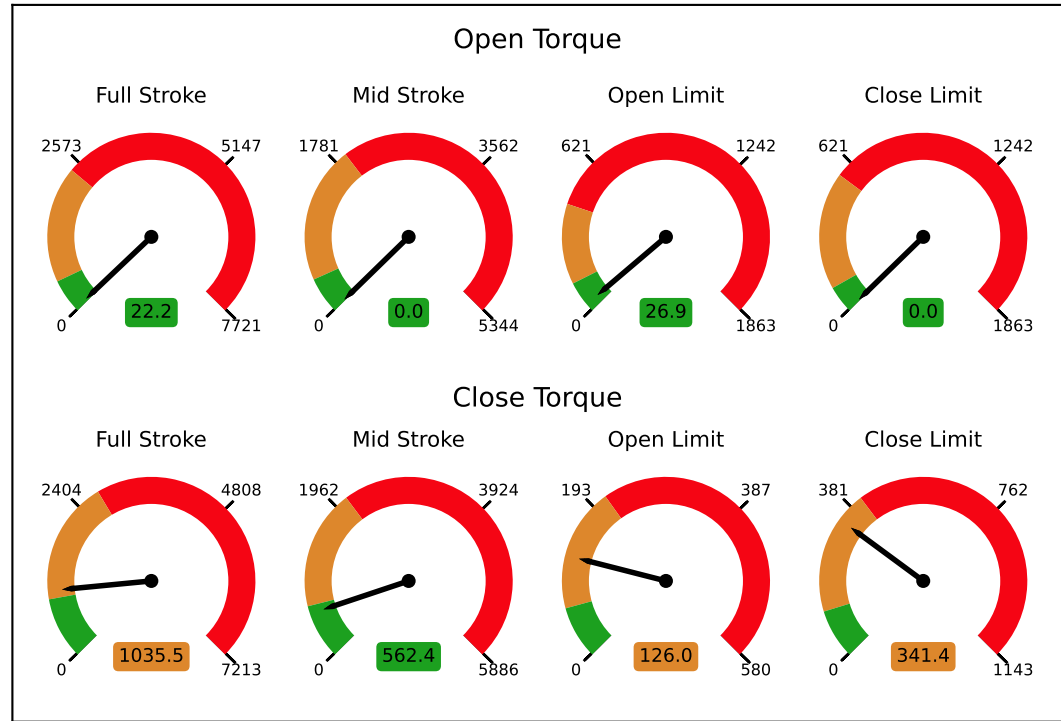 Open Torque
Full Stroke Mid Stroke Open Limit Close Limit
2573 5147 1781 3562 621 1242 621 1242
22.2 0.0 26.9 0.0
0 7721 0 5344 0 1863 0 1863
Close Torque
Full Stroke Mid Stroke Open Limit Close Limit
2404 4808 1962 3924 193 387 381 762
1035.5 562.4 126.0 341.4
0 7213 0 5886 0 580 0 1143